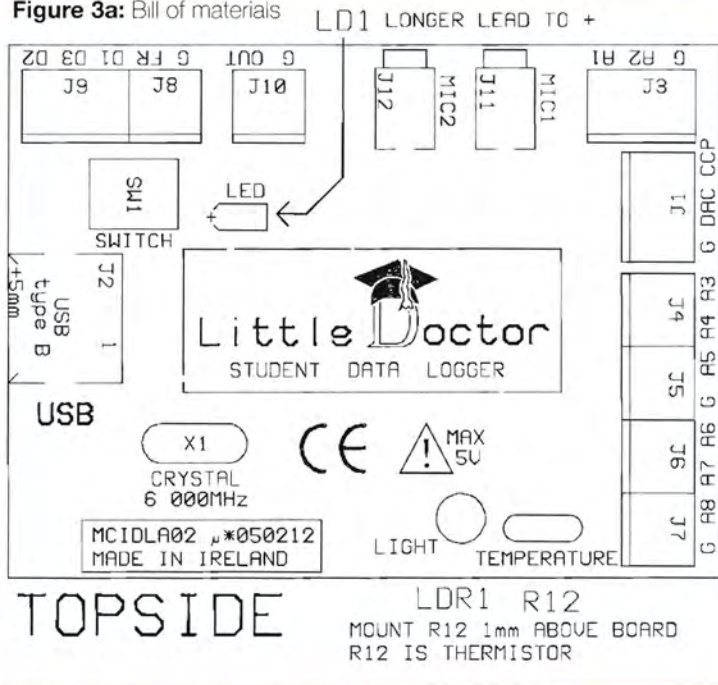 Figure 3a: Bill of materials
LD1 LONGER LEAD TO +
D2 D3 D1 FR G
OUT G
A1 A2 G
J9
J8
J10
J12
MIC2
J11
MIC1
J3
SW1
SWITCH
LED
+
J1
G DAC CCP
J2
1
USB
type B
+5mm
USB
Little Doctor
STUDENT DATA LOGGER
J4
J5
J6
J7
G A8 A7 A6 G A5 A4 A3
X1
CRYSTAL
6 000MHz
CE
!
MAX
5V
MCIDLA02 µ*050212
MADE IN IRELAND
LIGHT
TEMPERATURE
TOPSIDE
LDR1 R12
MOUNT R12 1mm ABOVE BOARD
R12 IS THERMISTOR